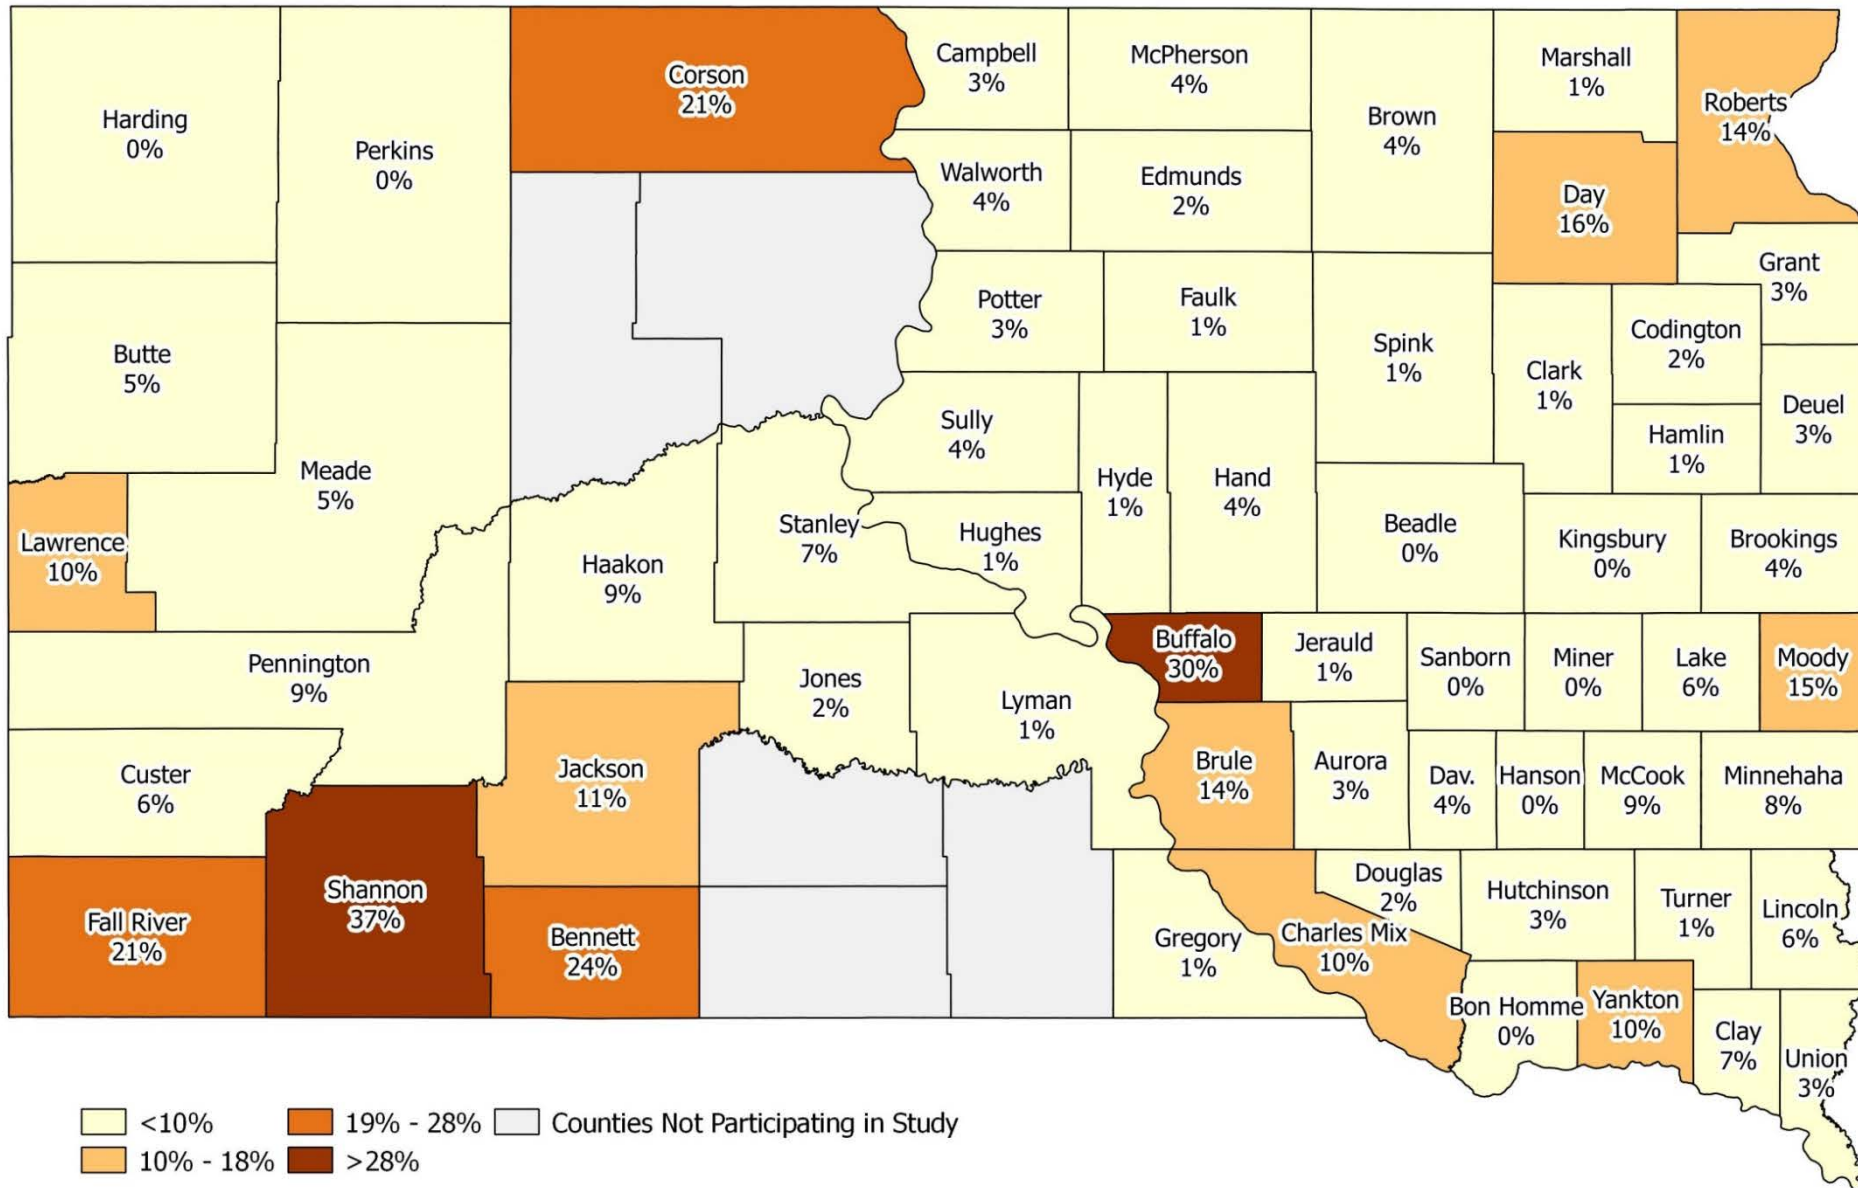 Harding
0%
Perkins
0%
Corson
21%
Campbell
3%
McPherson
4%
Brown
4%
Marshall
1%
Roberts
14%
Walworth
4%
Edmunds
2%
Day
16%
Grant
3%
Butte
5%
Potter
3%
Faulk
1%
Spink
1%
Clark
1%
Codington
2%
Deuel
3%
Hamlin
1%
Meade
5%
Sully
4%
Hyde
1%
Hand
4%
Lawrence
10%
Haakon
9%
Stanley
7%
Hughes
1%
Beadle
0%
Kingsbury
0%
Brookings
4%
Pennington
9%
Jones
2%
Lyman
1%
Buffalo
30%
Jerauld
1%
Sanborn
0%
Miner
0%
Lake
6%
Moody
15%
Custer
6%
Jackson
11%
Brule
14%
Aurora
3%
Dav.
4%
Hanson
0%
McCook
9%
Minnehaha
8%
Fall River
21%
Shannon
37%
Bennett
24%
Gregory
1%
Charles Mix
10%
Douglas
2%
Hutchinson
3%
Turner
1%
Lincoln
6%
Bon Homme
0%
Yankton
10%
Clay
7%
Union
3%
<10%
10% - 18%
19% - 28%
>28%
Counties Not Participating in Study